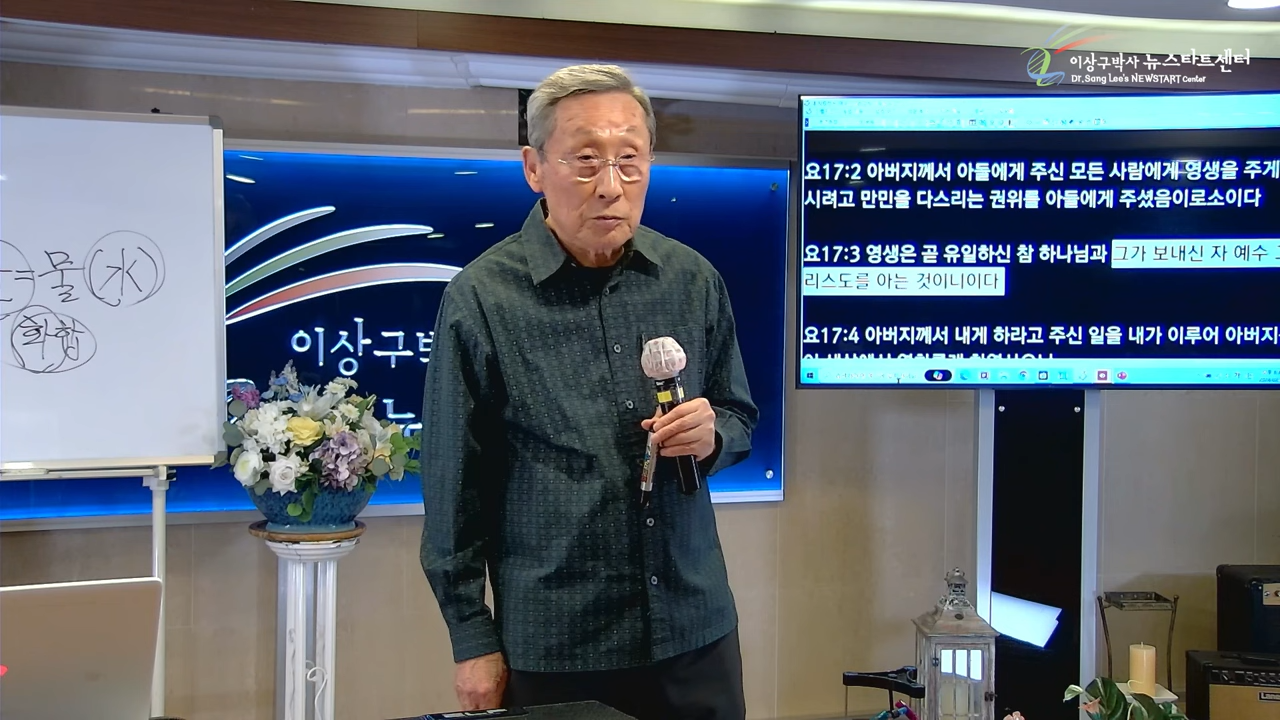 이상구박사 뉴스타트센터
Dr. Sang Lee's NEWSTART Center
요17:2 아버지께서 아들에게 주신 모든 사람에게 영생을 주게
시려고 만민을 다스리는 권위를 아들에게 주셨음이로소이다
요17:3 영생은 곧 유일하신 참 하나님과 그가 보내신 자 예수 그
리스도를 아는 것이니이다
요17:4 아버지께서 내게 하라고 주신 일을 내가 이루어 아버지
=물(水)
화합
이상구